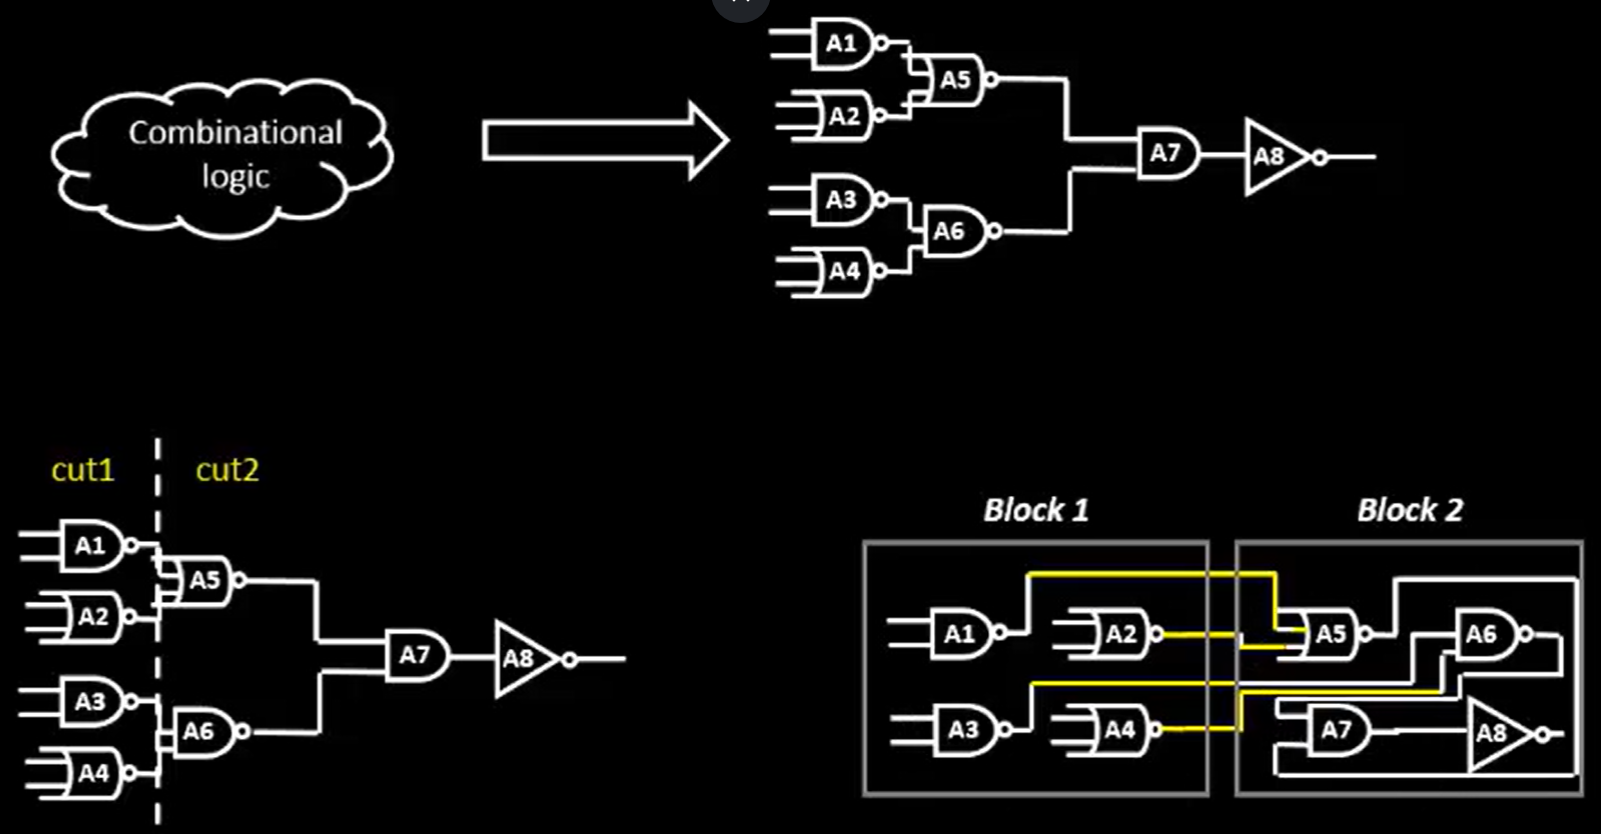 Combinational
logic
A1
A2
A3
A4
A5
A6
A7
A8
cut1
cut2
A1
A2
A3
A4
A5
A6
A7
A8
Block 1
Block 2
A1
A2
A5
A6
A3
A4
A7
A8